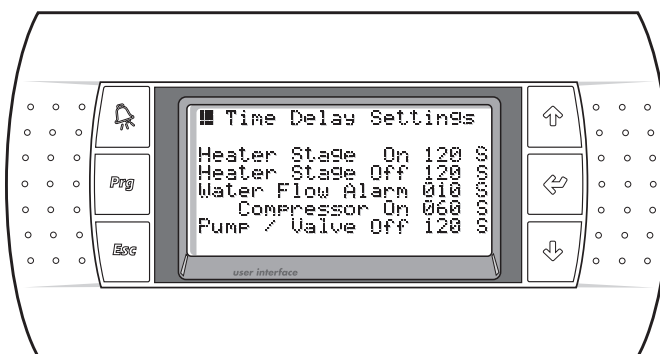 Time Delay Settings
Heater Stage On 120 S
Heater Stage Off 120 S
Water Flow Alarm 010 S
Compressor On 060 S
Pump / Valve Off 120 S
Prg
Esc
user interface